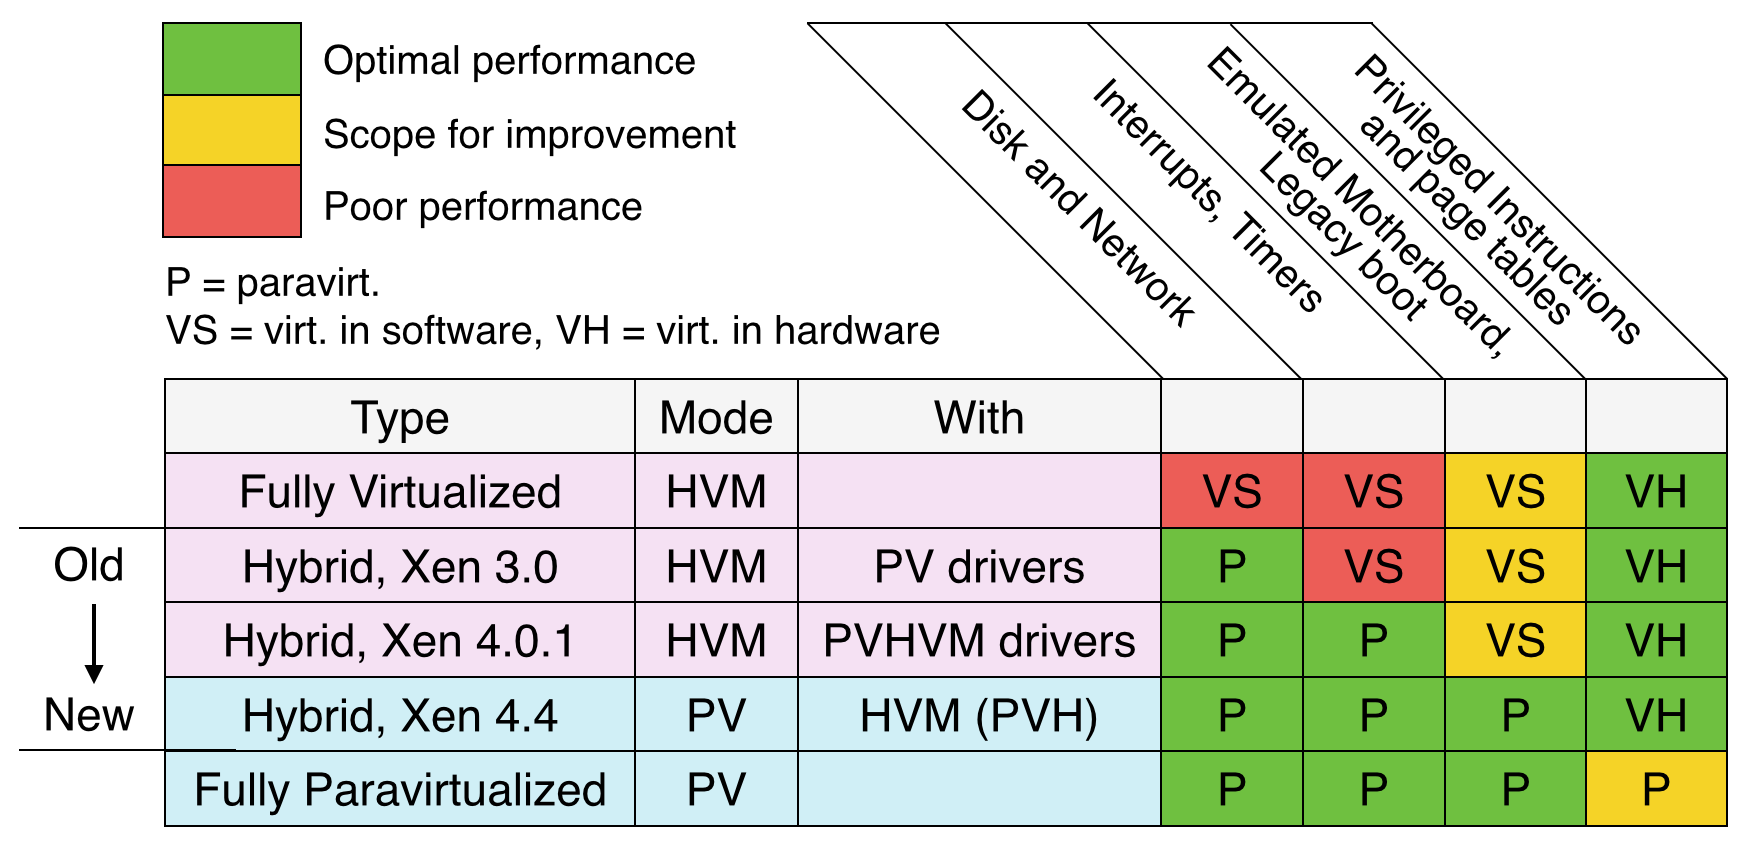 Optimal performance
Scope for improvement
Poor performance
P = paravirt.
VS = virt. in software, VH = virt. in hardware
Disk and Network
Interrupts, Timers
Emulated Motherboard,
Legacy boot
Privileged Instructions
and page tables
Type Mode With
Fully Virtualized HVM VS VS VS VH
Old
Hybrid, Xen 3.0 HVM PV drivers P VS VS VH
Hybrid, Xen 4.0.1 HVM PVHVM drivers P P VS VH
New
Hybrid, Xen 4.4 PV HVM (PVH) P P P VH
Fully Paravirtualized PV P P P P